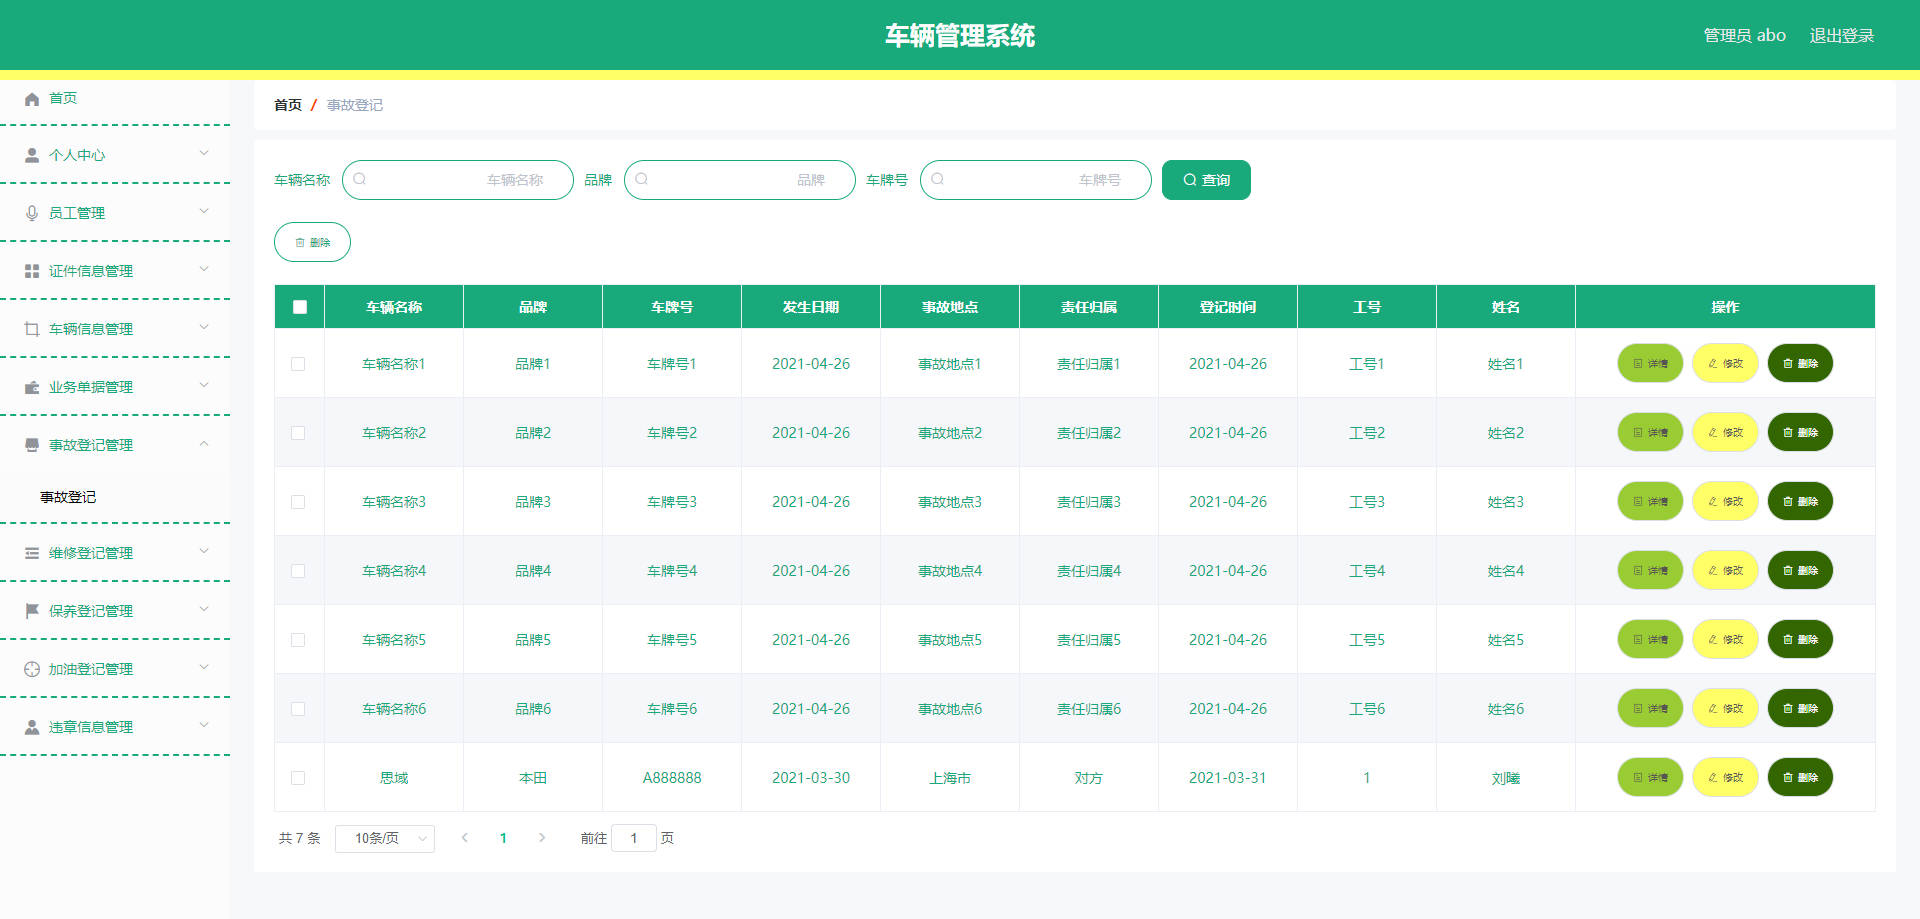 车辆管理系统
管理员 abo 退出登录
首页
个人中心
员工管理
证件信息管理
车辆信息管理
业务单据管理
事故登记管理
事故登记
维修登记管理
保养登记管理
加油登记管理
违章信息管理
首页 / 事故登记
车辆名称 车辆名称 品牌 品牌 车牌号 车牌号 查询
删除
车辆名称 品牌 车牌号 发生日期 事故地点 责任归属 登记时间 工号 姓名 操作
车辆名称1 品牌1 车牌号1 2021-04-26 事故地点1 责任归属1 2021-04-26 工号1 姓名1 详情 修改 删除
车辆名称2 品牌2 车牌号2 2021-04-26 事故地点2 责任归属2 2021-04-26 工号2 姓名2 详情 修改 删除
车辆名称3 品牌3 车牌号3 2021-04-26 事故地点3 责任归属3 2021-04-26 工号3 姓名3 详情 修改 删除
车辆名称4 品牌4 车牌号4 2021-04-26 事故地点4 责任归属4 2021-04-26 工号4 姓名4 详情 修改 删除
车辆名称5 品牌5 车牌号5 2021-04-26 事故地点5 责任归属5 2021-04-26 工号5 姓名5 详情 修改 删除
车辆名称6 品牌6 车牌号6 2021-04-26 事故地点6 责任归属6 2021-04-26 工号6 姓名6 详情 修改 删除
思域 本田 A888888 2021-03-30 上海市 对方 2021-03-31 1 刘曦 详情 修改 删除
共 7 条 10条/页 1 前往 1 页